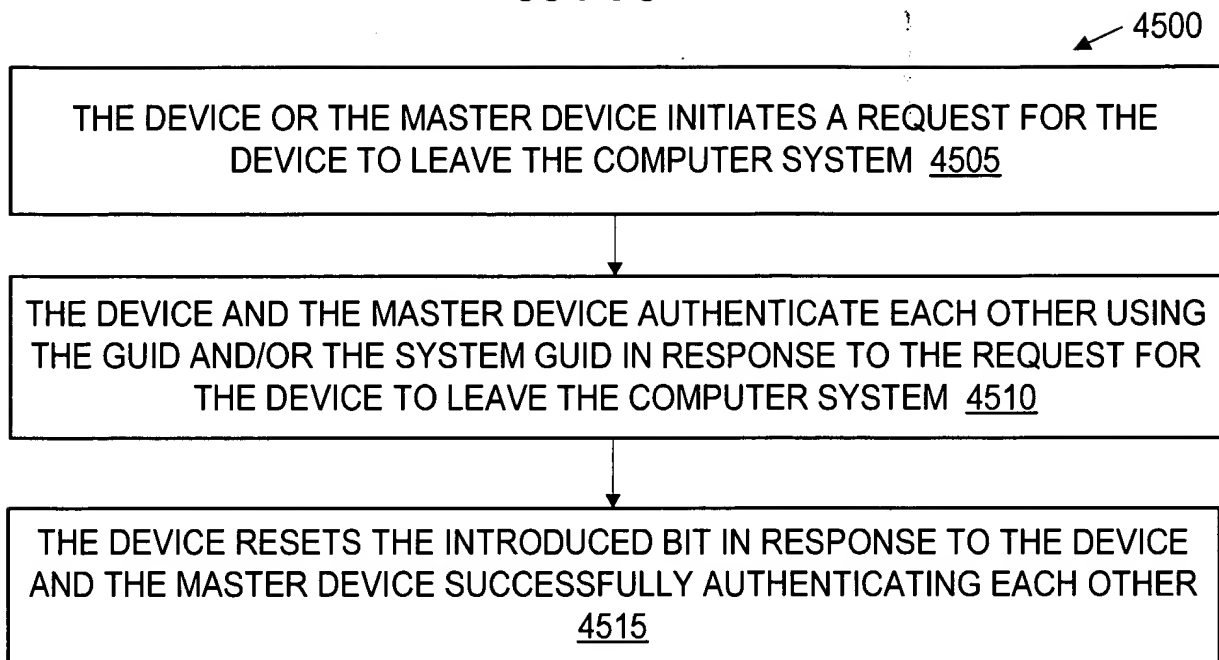 4500
THE DEVICE OR THE MASTER DEVICE INITIATES A REQUEST FOR THE
DEVICE TO LEAVE THE COMPUTER SYSTEM 4505
THE DEVICE AND THE MASTER DEVICE AUTHENTICATE EACH OTHER USING
THE GUID AND/OR THE SYSTEM GUID IN RESPONSE TO THE REQUEST FOR
THE DEVICE TO LEAVE THE COMPUTER SYSTEM 4510
THE DEVICE RESETS THE INTRODUCED BIT IN RESPONSE TO THE DEVICE
AND THE MASTER DEVICE SUCCESSFULLY AUTHENTICATING EACH OTHER
4515